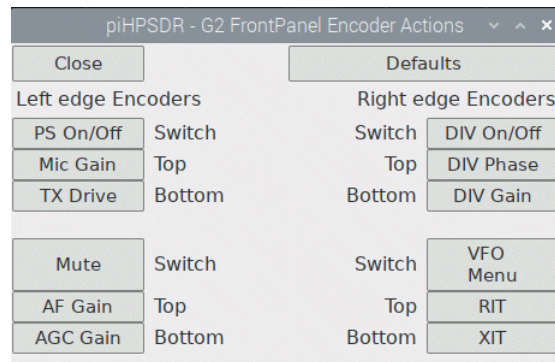 piHPSDR - G2 FrontPanel Encoder Actions
Close Defaults
Left edge Encoders Right edge Encoders
PS On/Off Switch Switch DIV On/Off
Mic Gain Top Top DIV Phase
TX Drive Bottom Bottom DIV Gain
Mute Switch Switch VFO Menu
AF Gain Top Top RIT
AGC Gain Bottom Bottom XIT